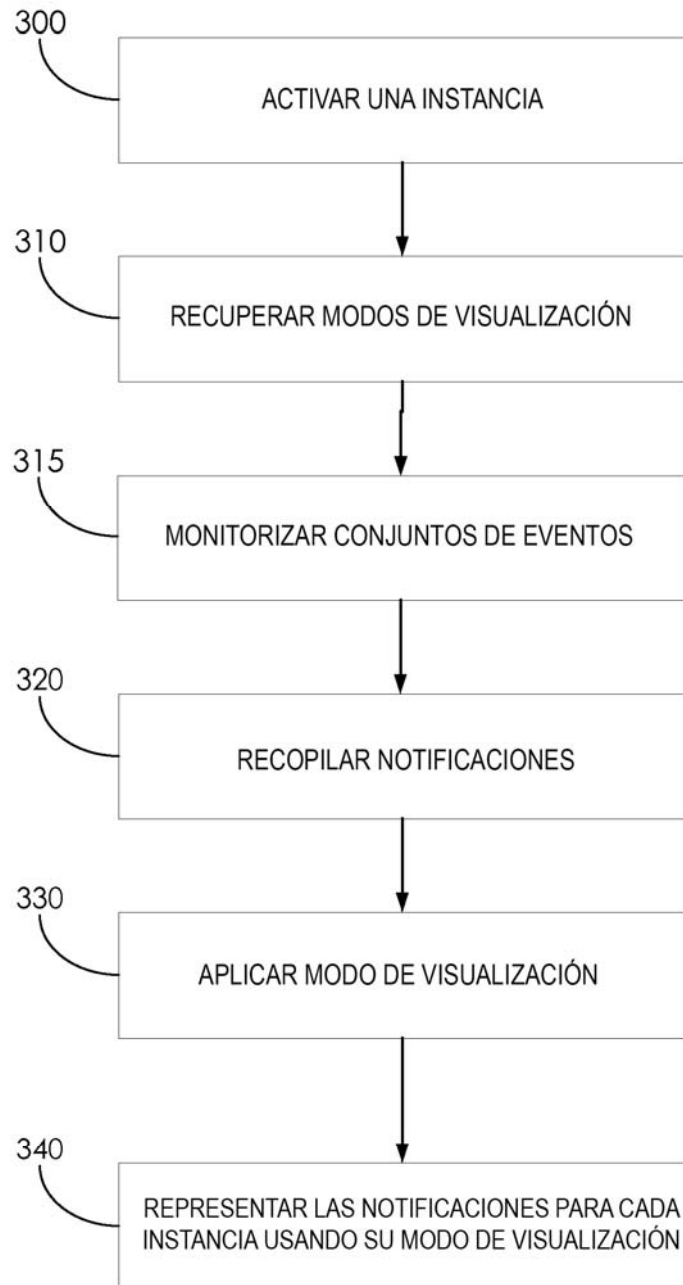 300
ACTIVAR UNA INSTANCIA
310
RECUPERAR MODOS DE VISUALIZACIÓN
315
MONITORIZAR CONJUNTOS DE EVENTOS
320
RECOPILAR NOTIFICACIONES
330
APLICAR MODO DE VISUALIZACIÓN
340
REPRESENTAR LAS NOTIFICACIONES PARA CADA
INSTANCIA USANDO SU MODO DE VISUALIZACIÓN